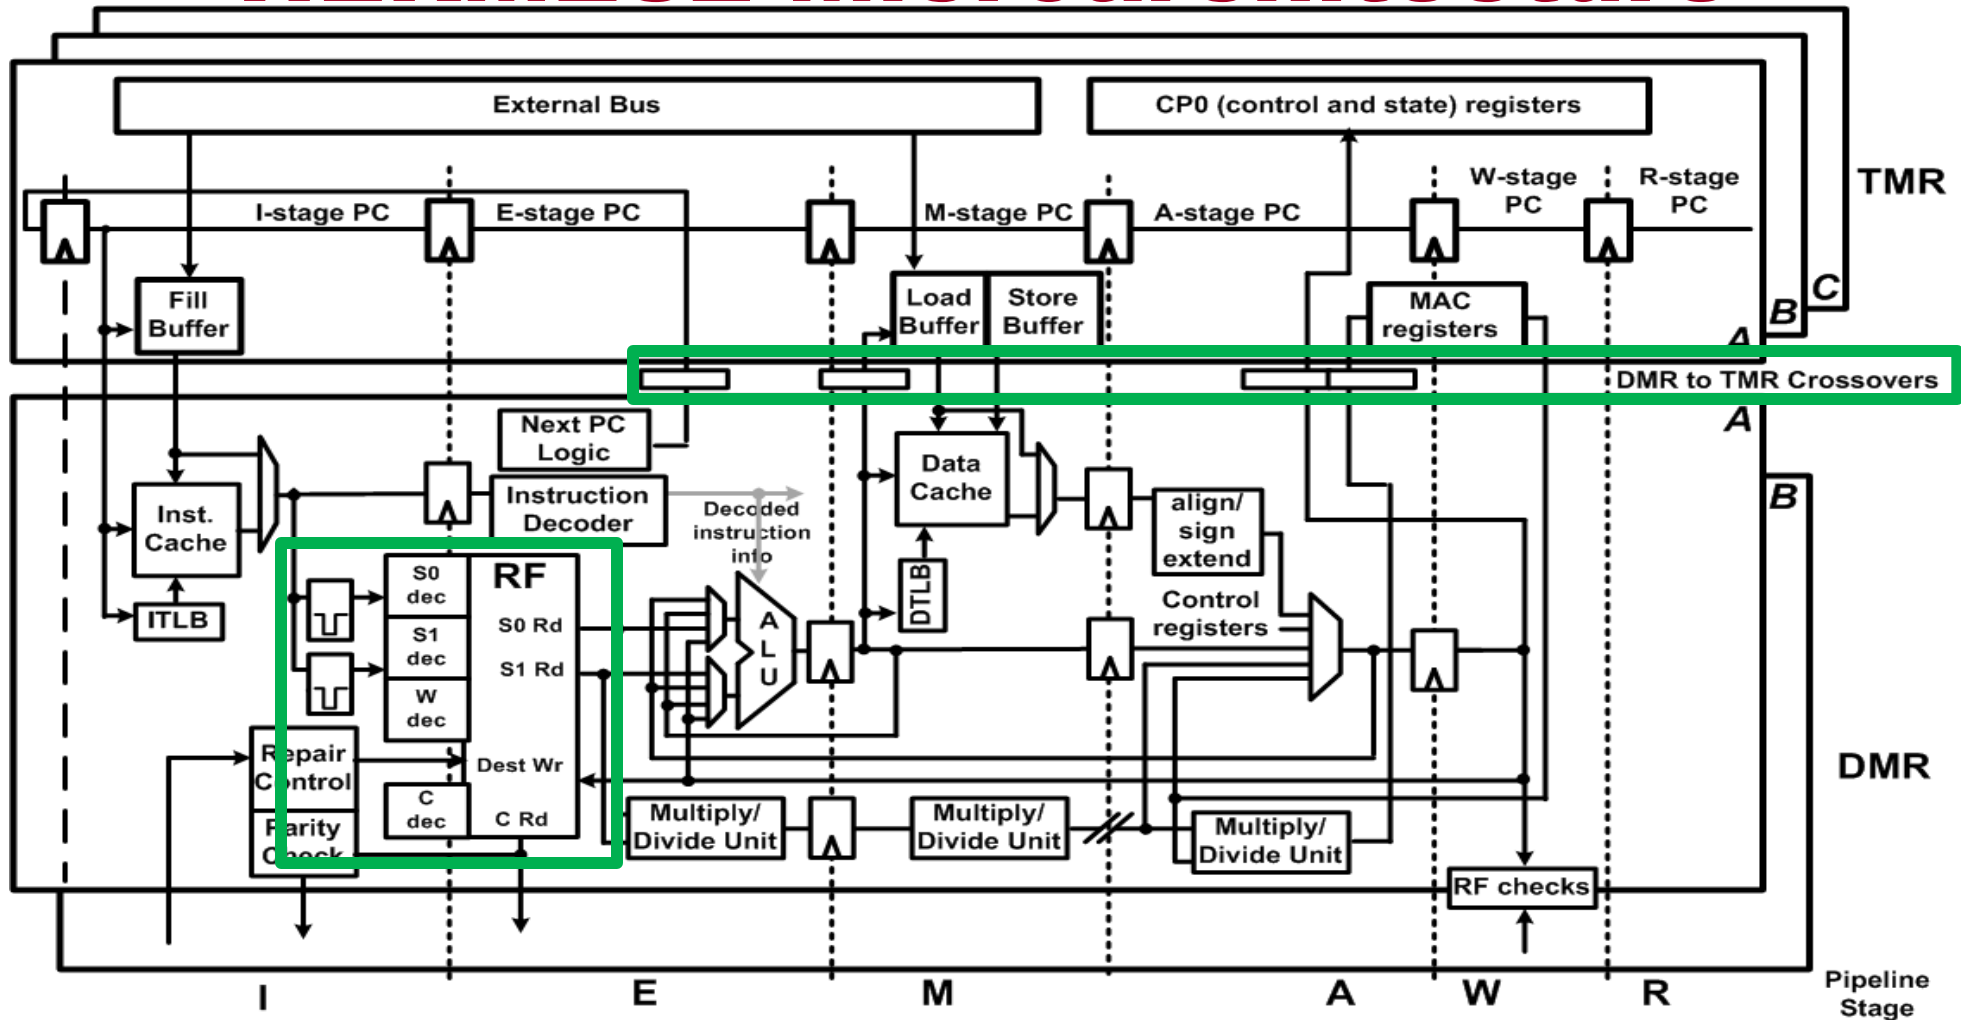 External Bus
CP0 (control and state) registers
TMR
I-stage PC
E-stage PC
M-stage PC
A-stage PC
W-stage
PC
R-stage
PC
Fill
Buffer
Load
Buffer
Store
Buffer
MAC
registers
A
B
C
DMR to TMR Crossovers
A
B
Next PC
Logic
Instruction
Decoder
Decoded
instruction
info
Inst.
Cache
ITLB
Data
Cache
DTLB
align/
sign
extend
Control
registers
S0
dec
S1
dec
W
dec
C
dec
RF
S0 Rd
S1 Rd
Dest Wr
C Rd
ALU
Repair
Control
Parity
Check
Multiply/
Divide Unit
Multiply/
Divide Unit
Multiply/
Divide Unit
RF checks
DMR
I
E
M
A
W
R
Pipeline
Stage